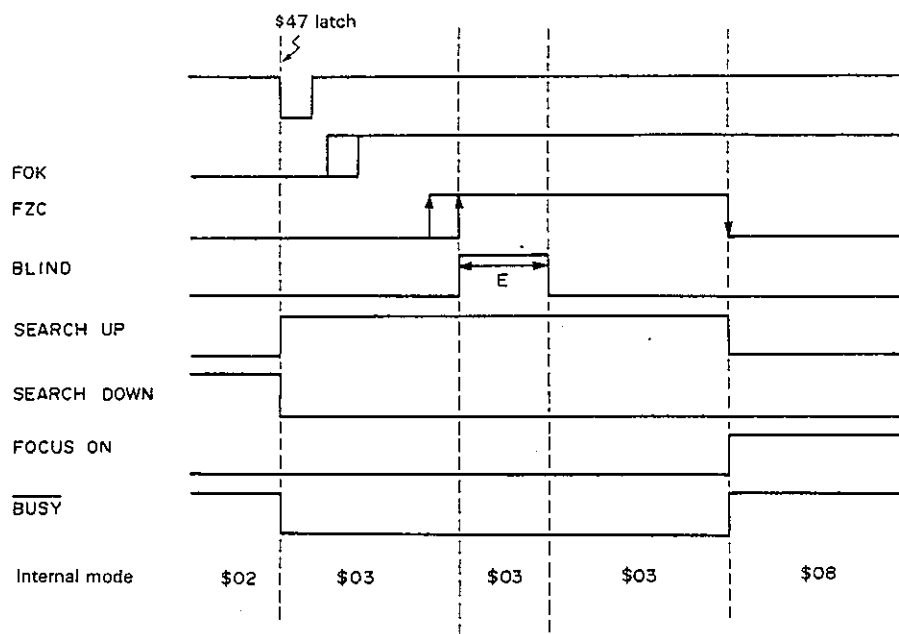 $47 latch
FOK
FZC
BLIND
E
SEARCH UP
SEARCH DOWN
FOCUS ON
BUSY
Internal mode $02 $03 $03 $03 $08